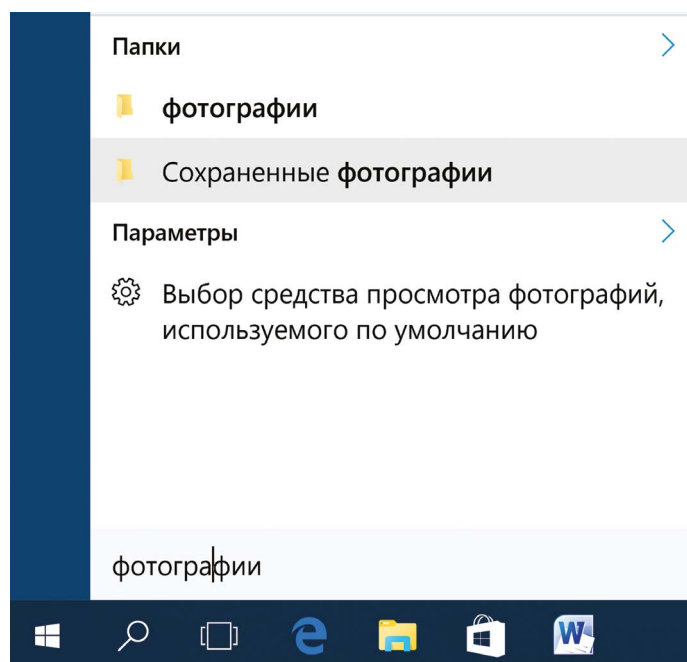 Папки
фотографии
Сохраненные фотографии
Параметры
Выбор средства просмотра фотографий,
используемого по умолчанию
фотографии